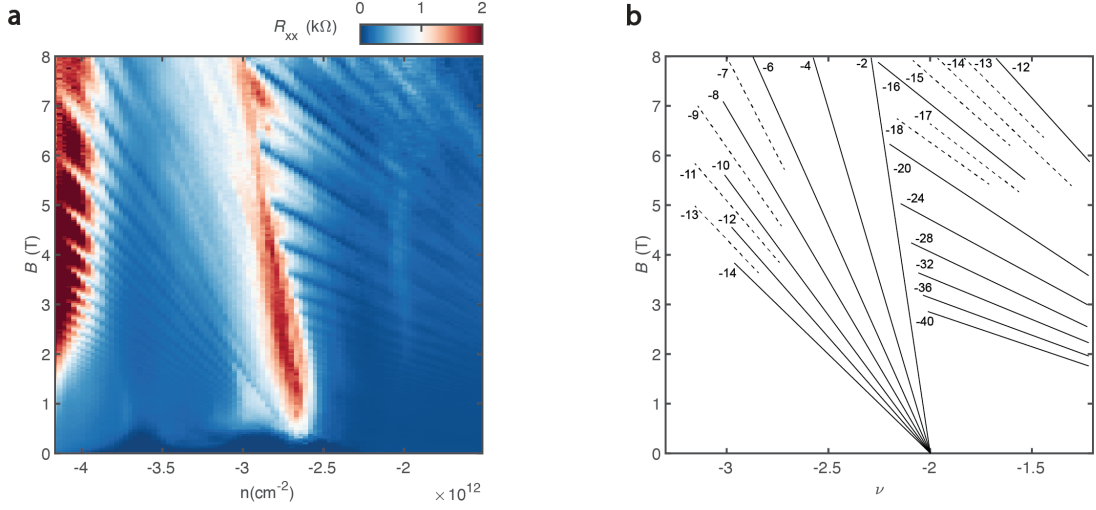 a
R_xx (kΩ)
0 1 2
8
7
6
5
4
3
2
1
0
B (T)
-4 -3.5 -3 -2.5 -2
n(cm^-2)
×10^12
b
8
7
6
5
4
3
2
1
0
B (T)
-7 -6 -4 -2 -14 -13 -12
-8 -16 -15
-9 -18 -17
-10 -20
-11 -24
-13 -12 -28
-14 -32
-36
-40
-3 -2.5 -2 -1.5
ν